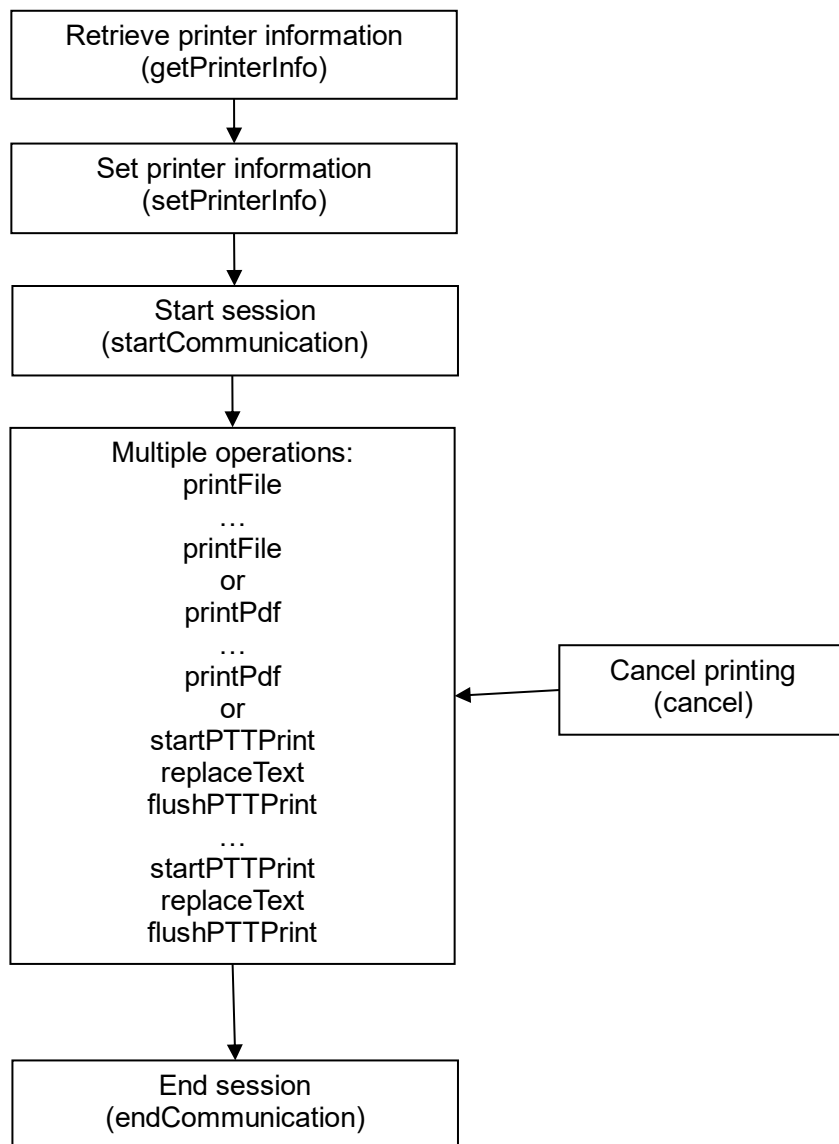 Retrieve printer information
(getPrinterInfo)
Set printer information
(setPrinterInfo)
Start session
(startCommunication)
Multiple operations:
printFile
…
printFile
or
printPdf
…
printPdf
or
startPTTPrint
replaceText
flushPTTPrint
…
startPTTPrint
replaceText
flushPTTPrint
Cancel printing
(cancel)
End session
(endCommunication)